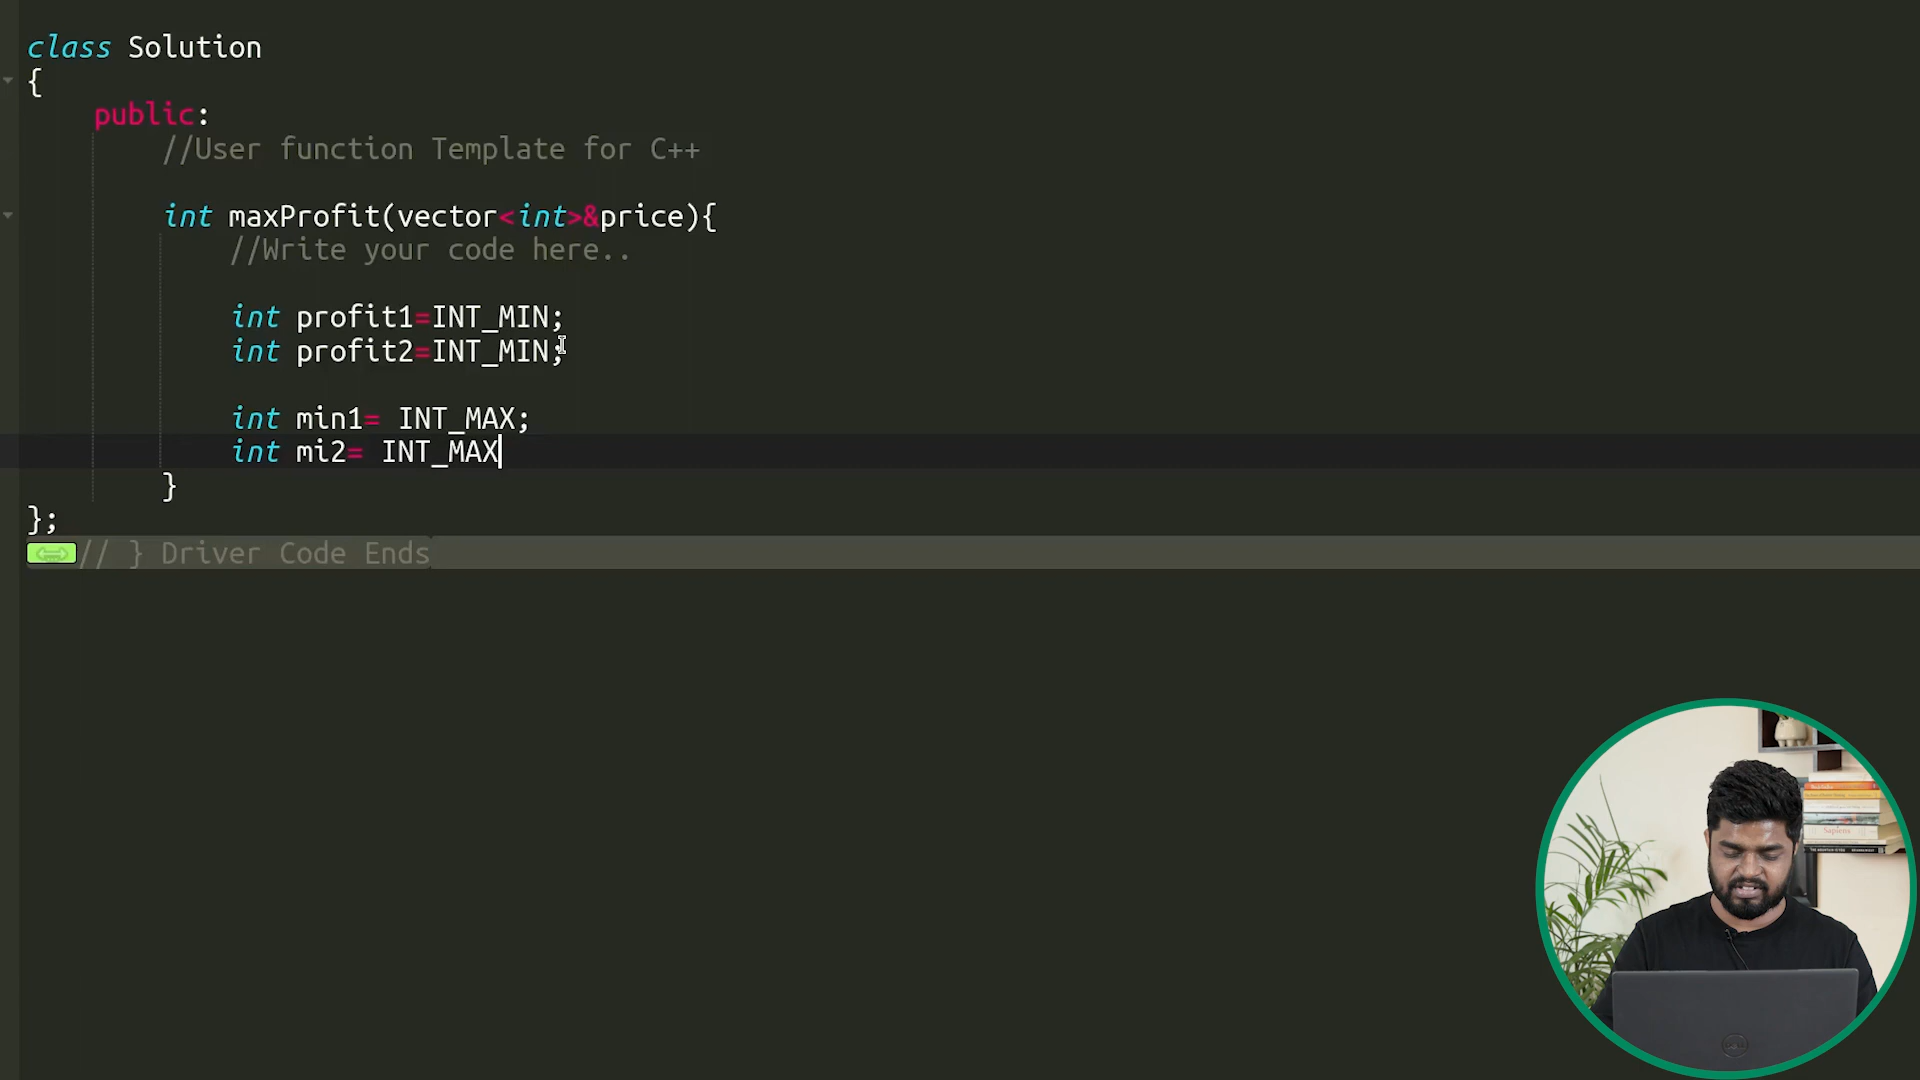 class Solution
{
public:
//User function Template for C++
int maxProfit(vector<int>&price){
//Write your code here..
int profit1=INT_MIN;
int profit2=INT_MIN;
int min1= INT_MAX;
int mi2= INT_MAX
}
};
// } Driver Code Ends
Sapiens